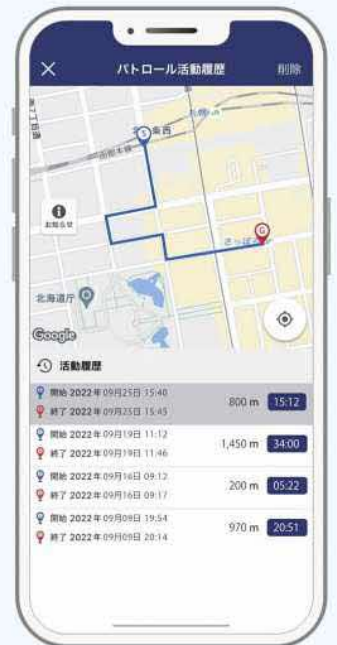 パトロール活動履歴
削除
お知らせ
北海道庁
Google
活動履歴
開始 2022年09月25日 15:40
終了 2022年09月25日 15:45
800 m
15:12
開始 2022年09月19日 11:12
終了 2022年09月19日 11:46
1,450 m
34:00
開始 2022年09月16日 09:12
終了 2022年09月16日 09:17
200 m
05:22
開始 2022年09月09日 19:54
終了 2022年09月09日 20:14
970 m
20:51